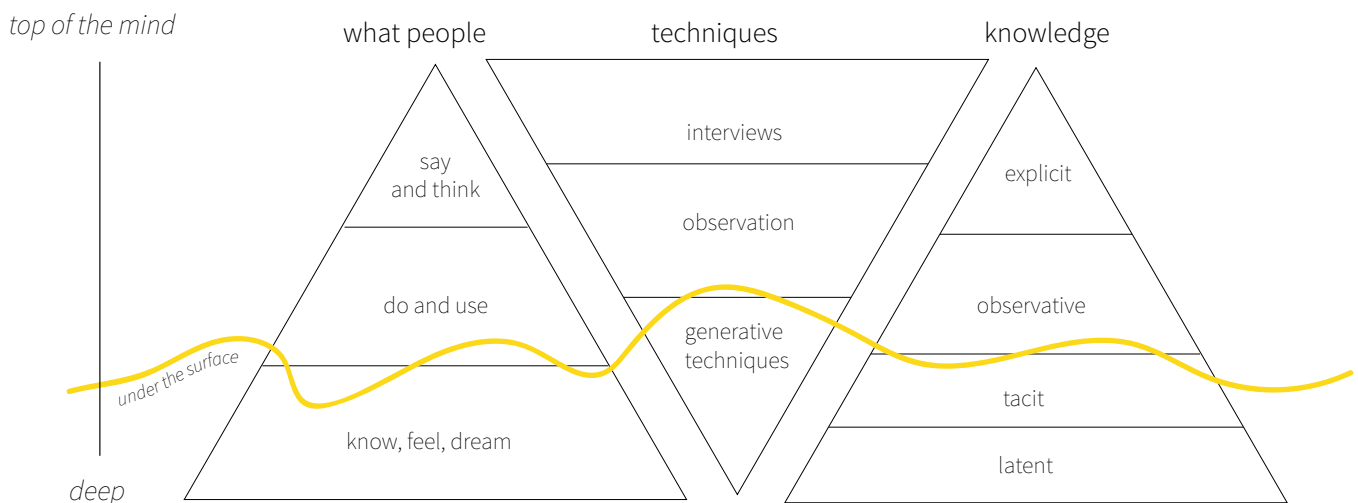 top of the mind
what people
techniques
knowledge
say
and think
interviews
explicit
observation
do and use
observative
generative
techniques
under the surface
tacit
know, feel, dream
latent
deep